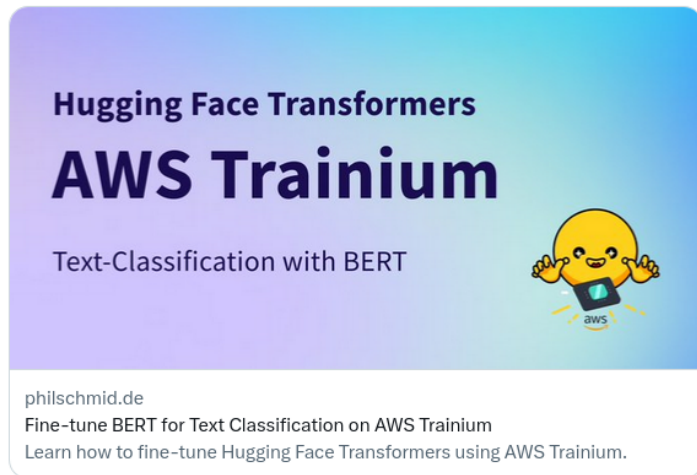 Hugging Face Transformers
AWS Trainium
Text-Classification with BERT
aws
philschmid.de
Fine-tune BERT for Text Classification on AWS Trainium
Learn how to fine-tune Hugging Face Transformers using AWS Trainium.